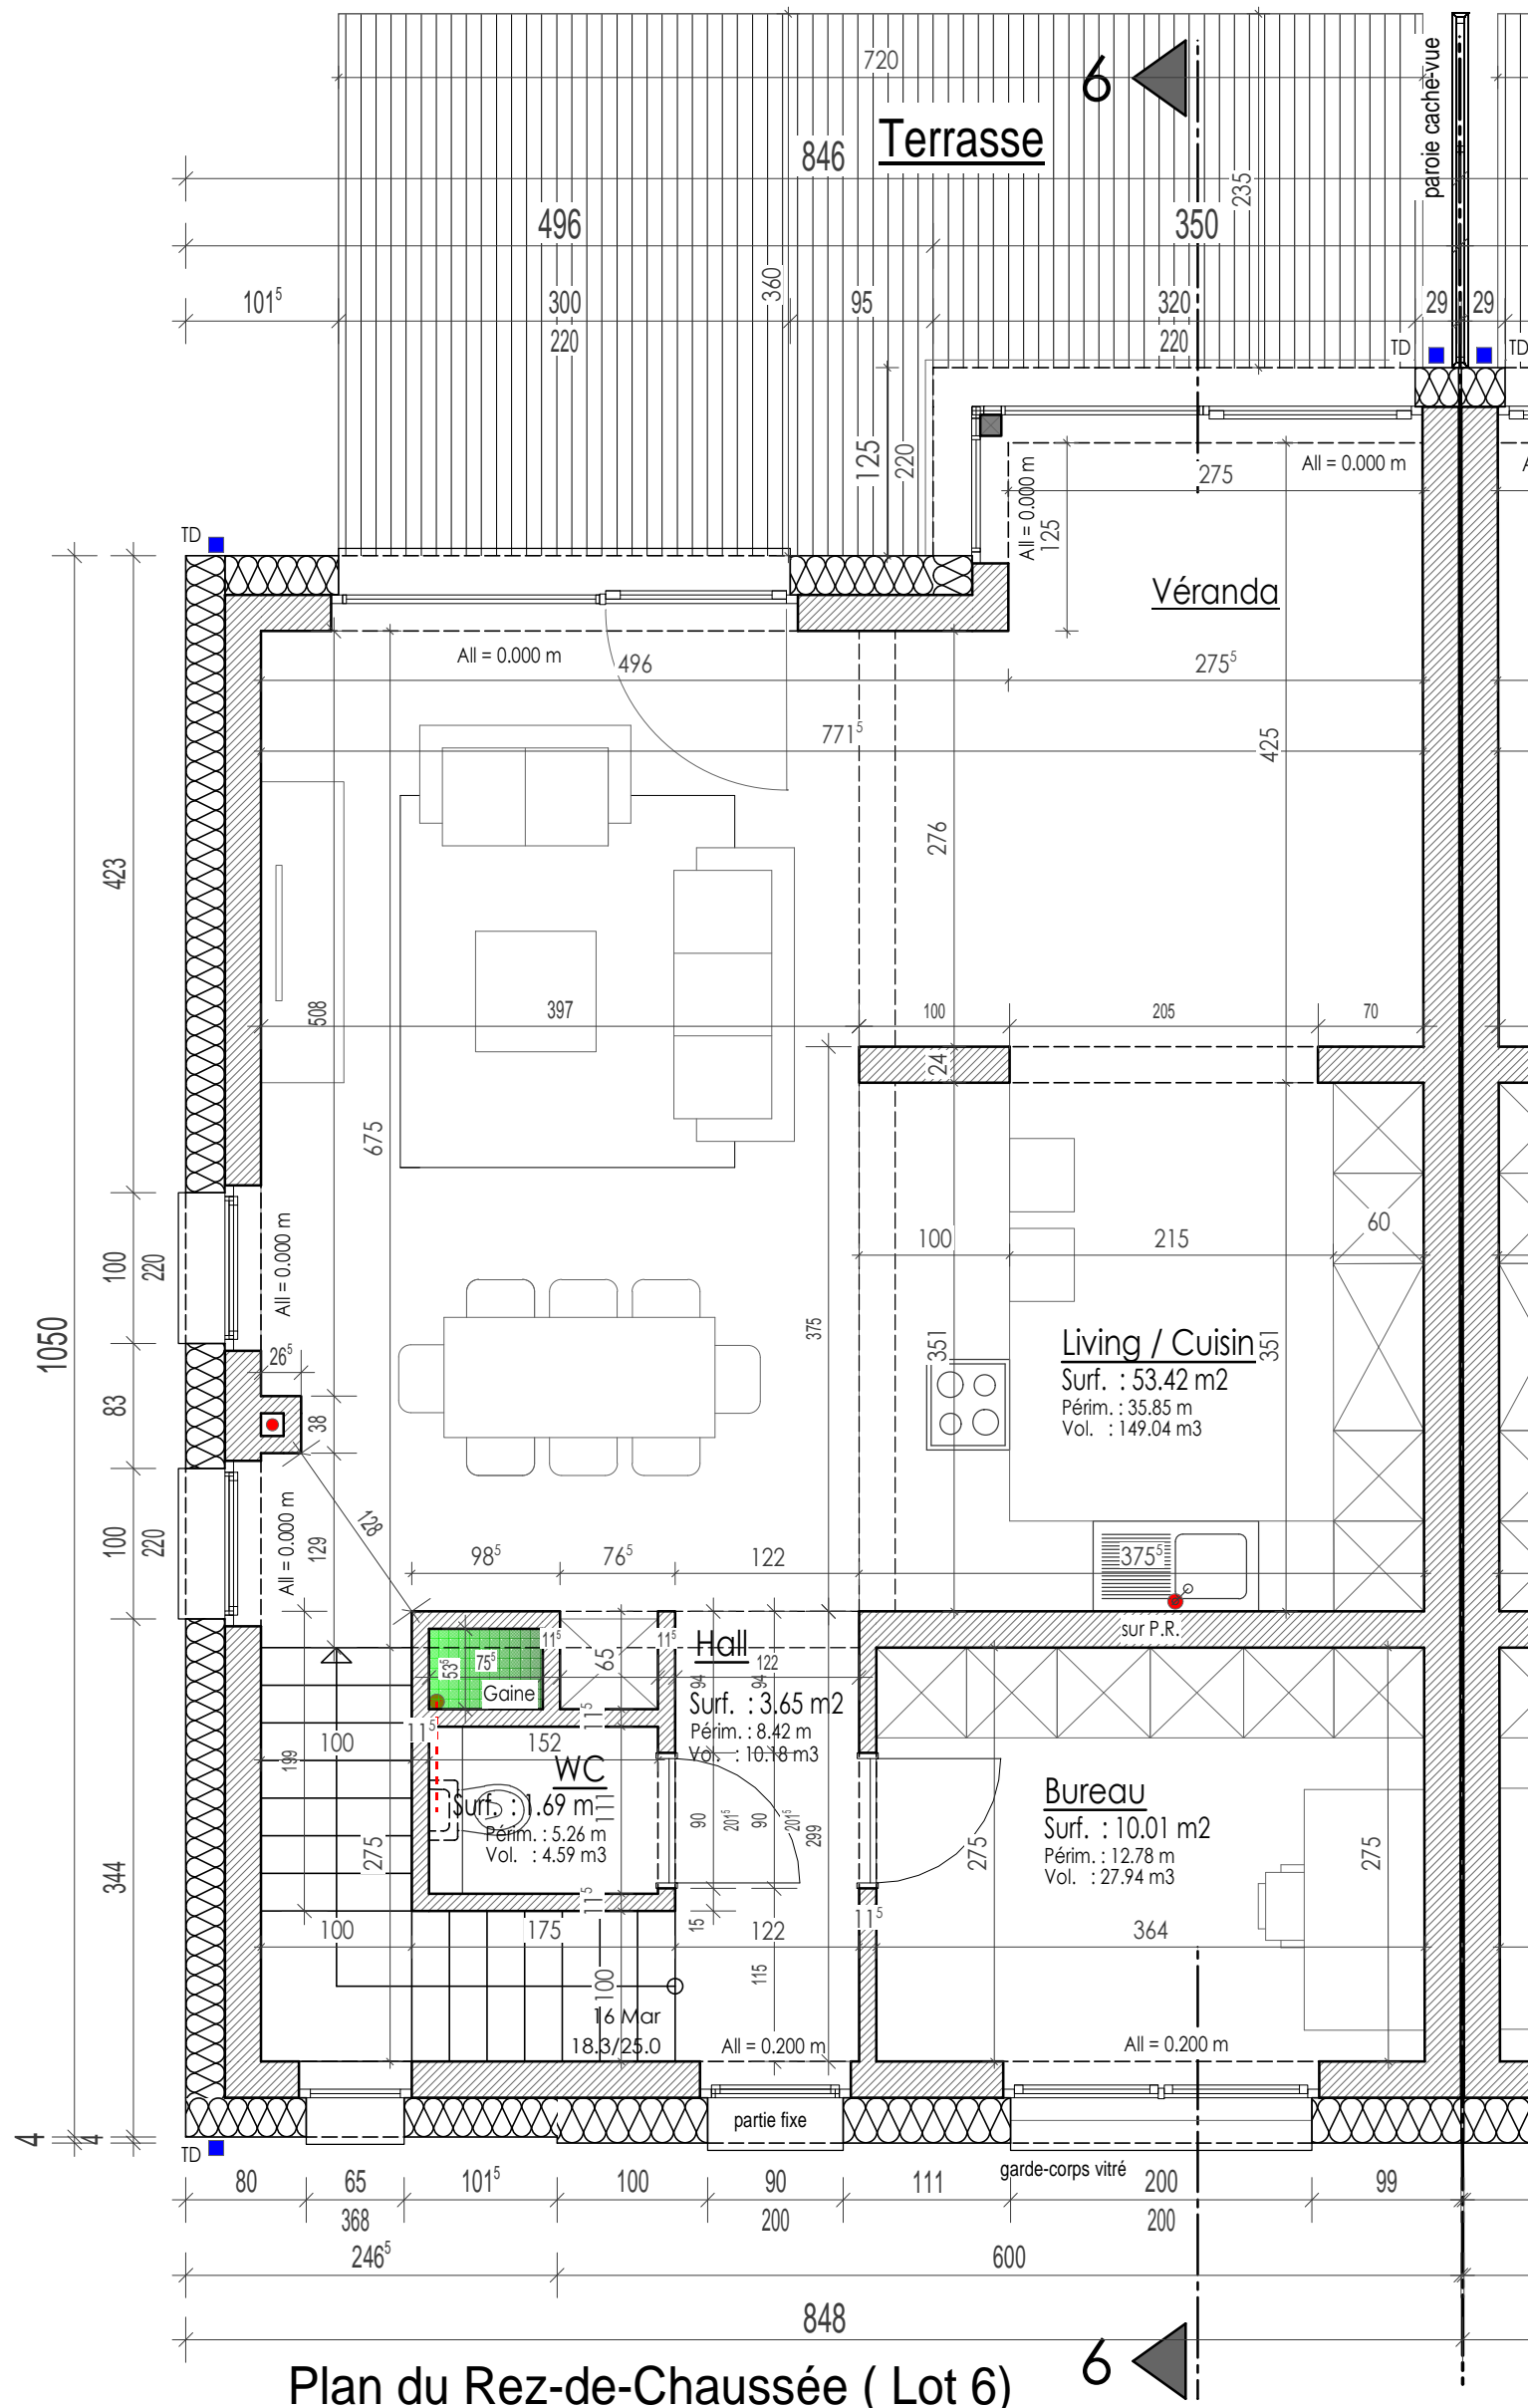 720
6
paroie cache-vue
Terrasse
846
235
496
350
360
101⁵
300
95
320
29
29
220
220
TD
TD
125
220
All = 0.000 m
All = 0.000 m
275
125
TD
Véranda
All = 0.000 m
496
275⁵
771⁵
425
423
276
508
397
100
205
70
24
675
All = 0.000 m
100
220
100
215
60
1050
375
351
Living / Cuisin
351
Surf. : 53.42 m2
Périm. : 35.85 m
Vol. : 149.04 m3
26⁵
83
38
All = 0.000 m
128
100
220
129
98⁵
76⁵
122
375⁵
sur P.R.
11⁵
11⁵
Hall
53⁵
75⁵
65
94
94
122
Gaine
Surf. : 3.65 m2
Périm. : 8.42 m
Vol. : 10.18 m3
11⁵
11⁵
100
152
199
WC
Surf. : 1.69 m
Périm. : 5.26 m
Vol. : 4.59 m3
111
90
201⁵
90
201⁵
299
Bureau
Surf. : 10.01 m2
Périm. : 12.78 m
Vol. : 27.94 m3
344
275
275
275
11⁵
11⁵
100
175
15
122
364
115
100
16 Mar
18.3/25.0
All = 0.200 m
All = 0.200 m
partie fixe
4
4
TD
garde-corps vitré
80
65
101⁵
100
90
111
200
99
368
200
200
246⁵
600
848
6
Plan du Rez-de-Chaussée ( Lot 6)